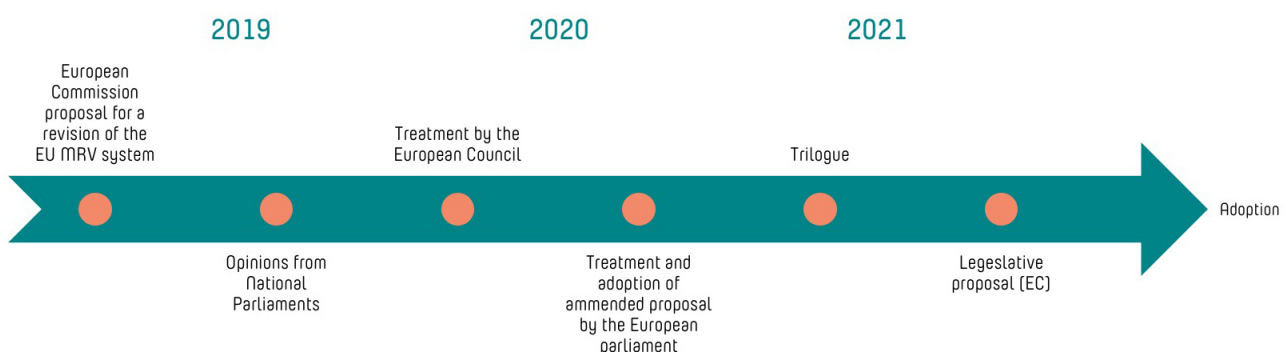 2019
2020
2021
European
Commission
proposal for a
revision of the
EU MRV system
Opinions from
National
Parliaments
Treatment by the
European Council
Treatment and
adoption of
ammended proposal
by the European
parliament
Trilogue
Legeslative
proposal (EC)
Adoption